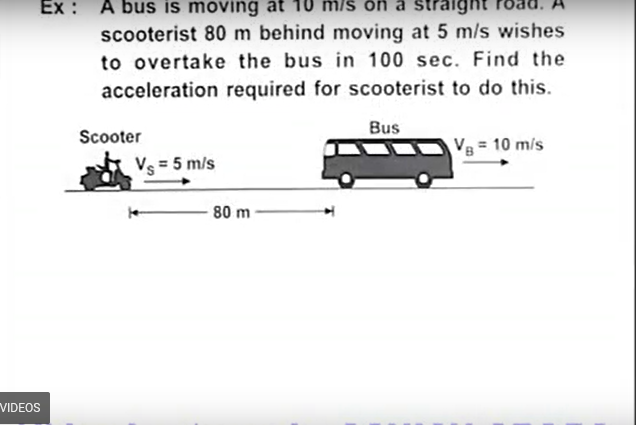 Ex : A bus is moving at 10 m/s on a straight road. A
scooterist 80 m behind moving at 5 m/s wishes
to overtake the bus in 100 sec. Find the
acceleration required for scooterist to do this.
Scooter
Bus
V_S = 5 m/s
V_B = 10 m/s
80 m
VIDEOS